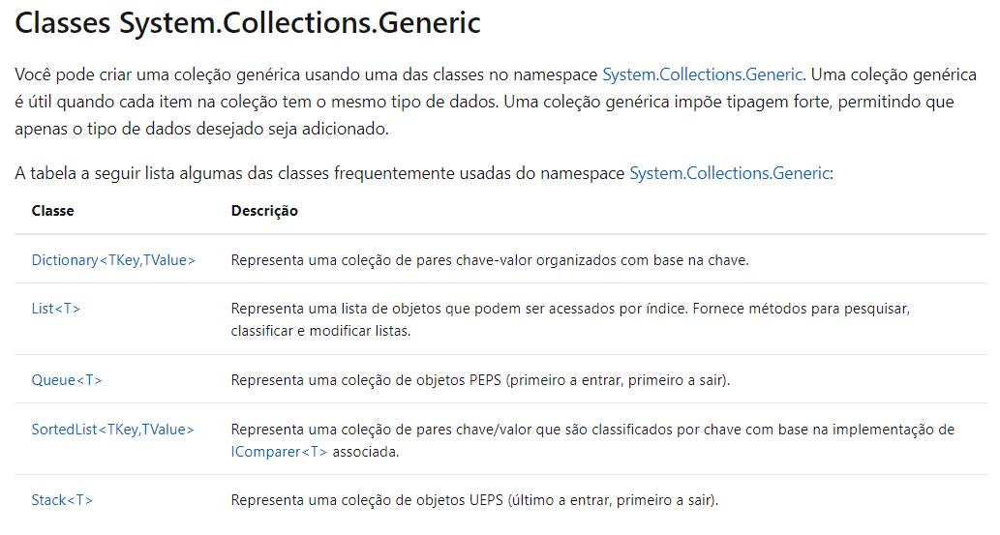 Classes System.Collections.Generic
Você pode criar uma coleção genérica usando uma das classes no namespace System.Collections.Generic. Uma coleção genérica
é útil quando cada item na coleção tem o mesmo tipo de dados. Uma coleção genérica impõe tipagem forte, permitindo que
apenas o tipo de dados desejado seja adicionado.
A tabela a seguir lista algumas das classes frequentemente usadas do namespace System.Collections.Generic:
Classe Descrição
Dictionary<TKey,TValue> Representa uma coleção de pares chave-valor organizados com base na chave.
List<T> Representa uma lista de objetos que podem ser acessados por índice. Fornece métodos para pesquisar,
classificar e modificar listas.
Queue<T> Representa uma coleção de objetos PEPS (primeiro a entrar, primeiro a sair).
SortedList<TKey,TValue> Representa uma coleção de pares chave/valor que são classificados por chave com base na implementação de
IComparer<T> associada.
Stack<T> Representa uma coleção de objetos UEPS (último a entrar, primeiro a sair).